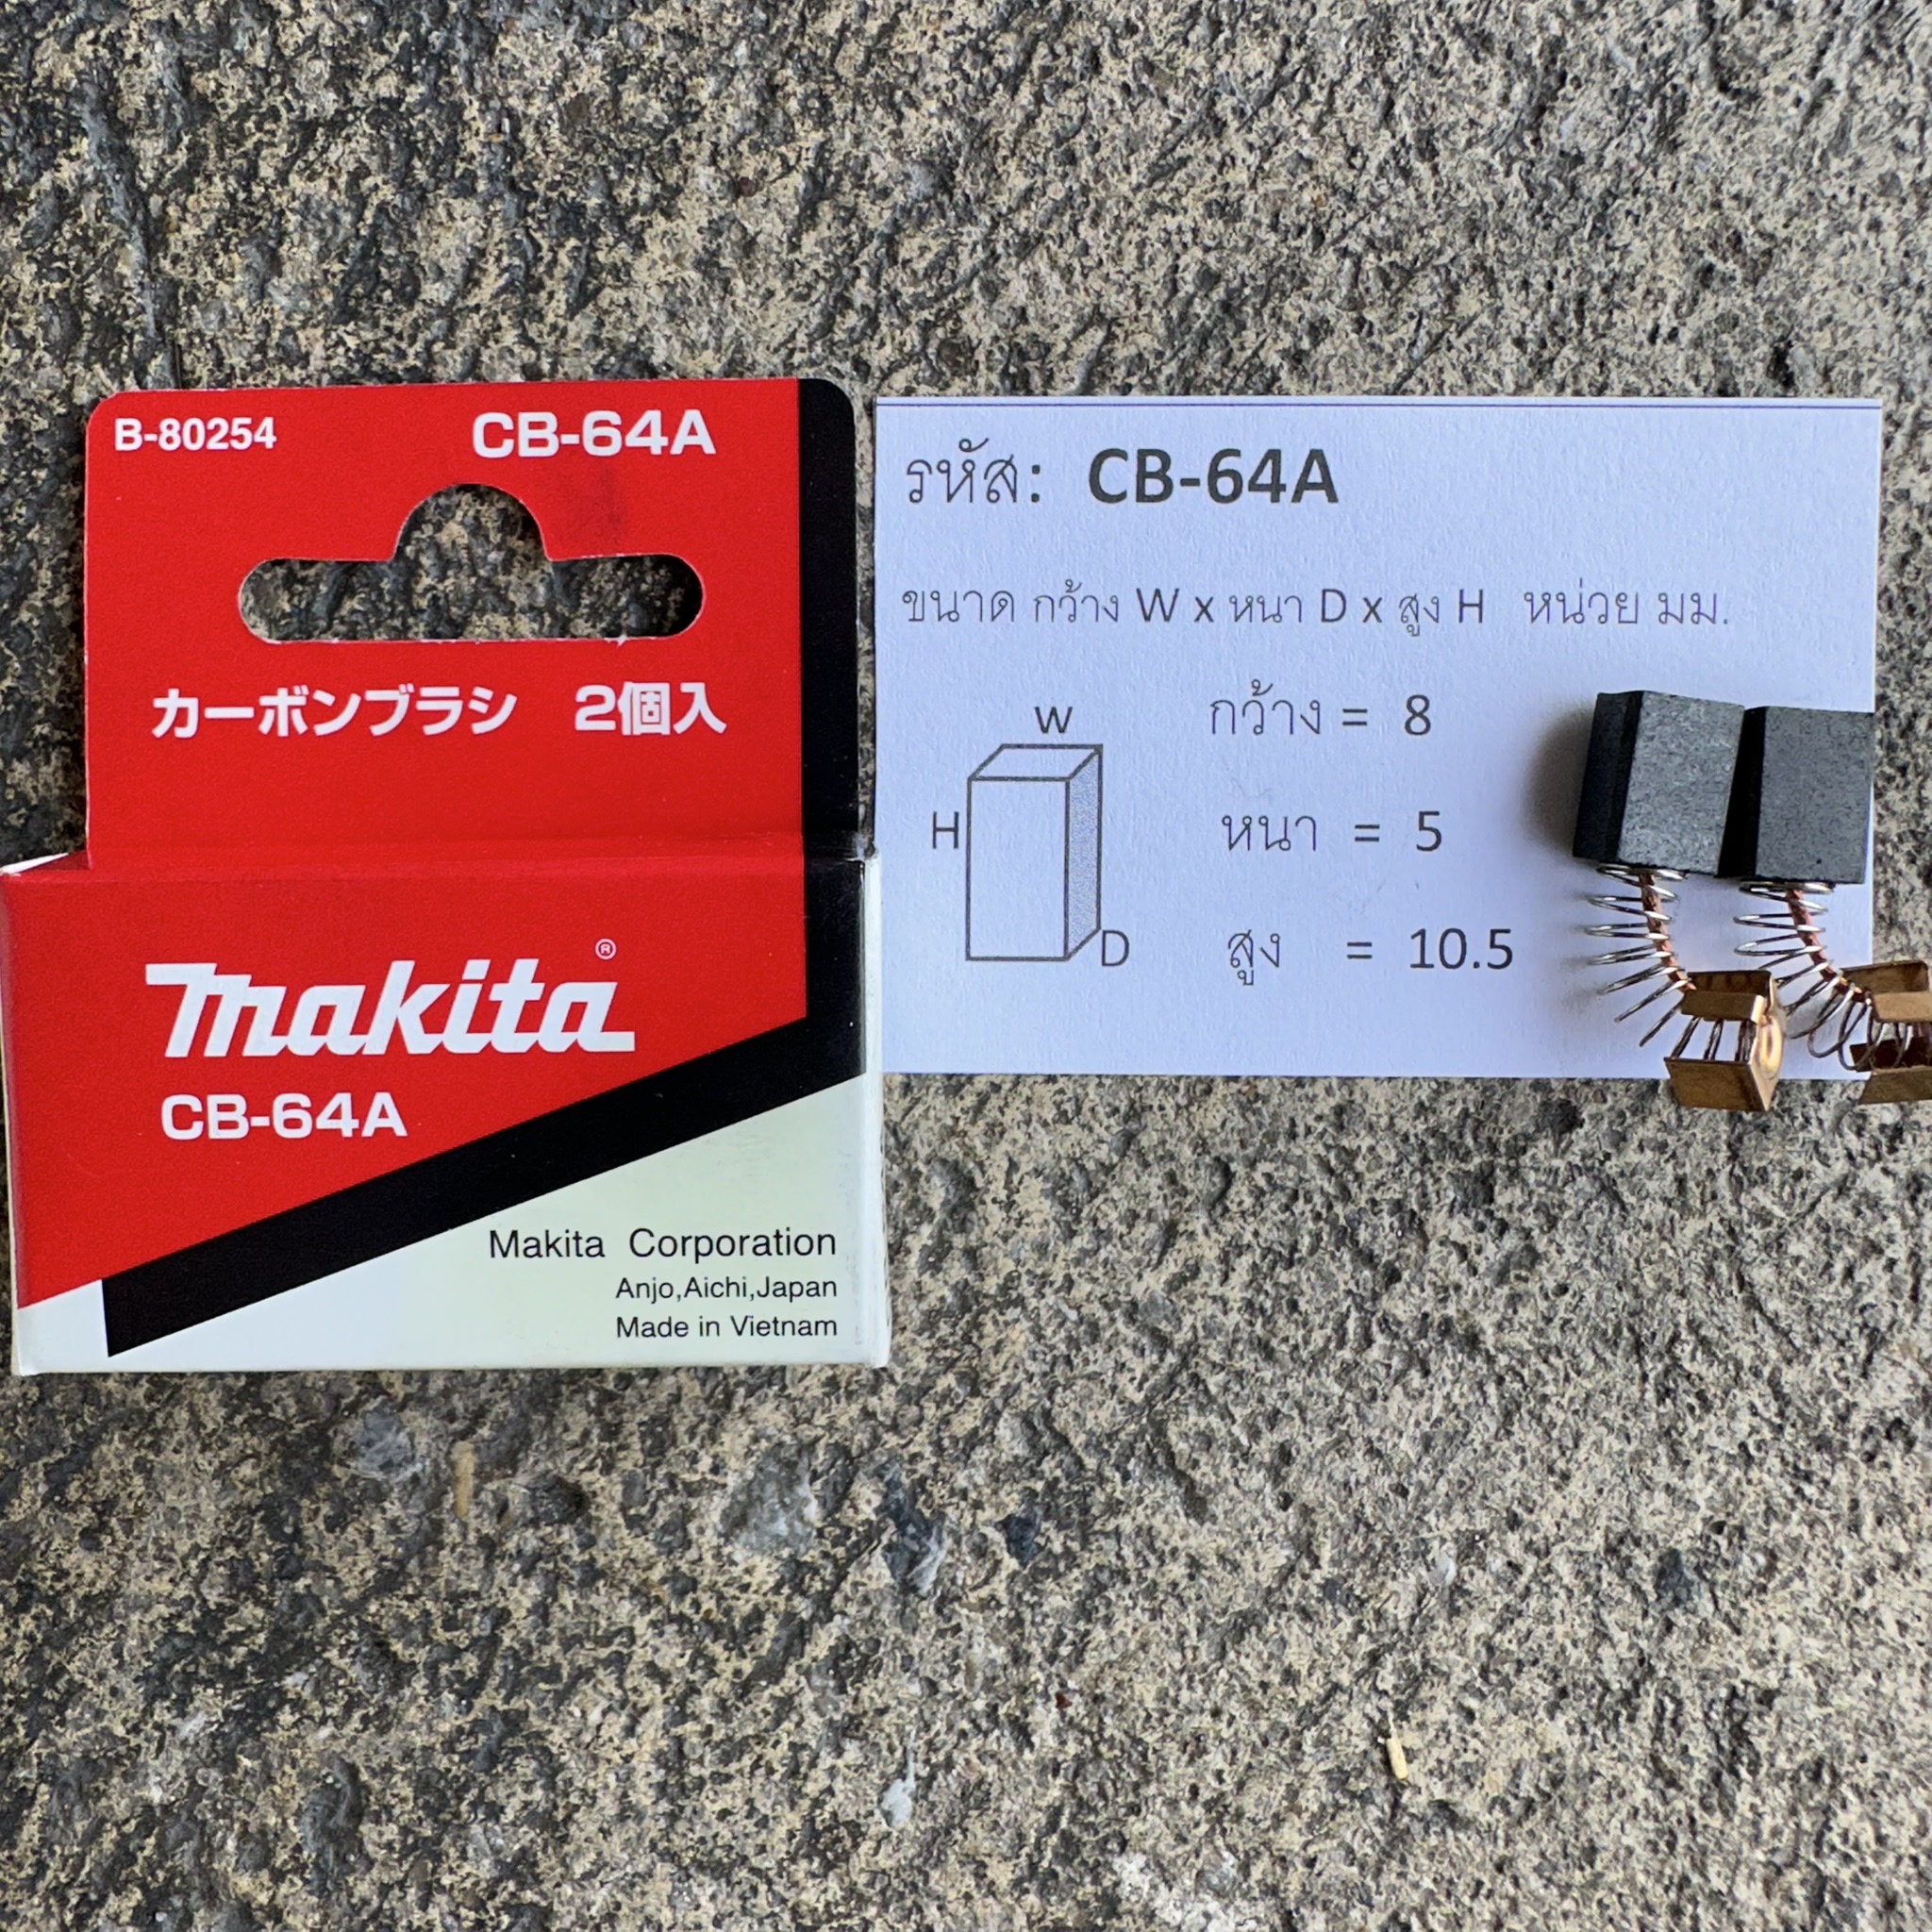 B-80254 CB-64A
カーボンブラシ 2個入
makita®
CB-64A
Makita Corporation
Anjo,Aichi,Japan
Made in Vietnam
รหัส: CB-64A
ขนาด กว้าง W x หนา D x สูง H หน่วย มม.
W
H
D
กว้าง = 8
หนา = 5
สูง = 10.5